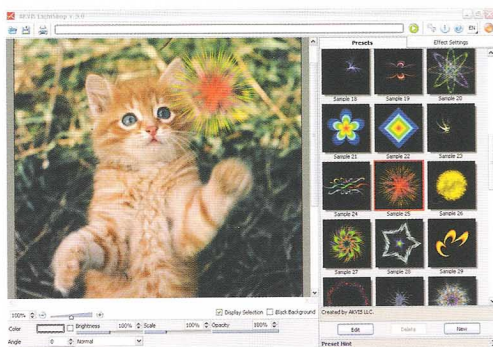 AKVIS LightShop v.3.0
EN
Presets
Effect Settings
Sample 18
Sample 19
Sample 20
Sample 21
Sample 22
Sample 23
Sample 24
Sample 25
Sample 26
Sample 27
Sample 28
Sample 29
100%
Display Selection
Black Background
Created by AKVIS LLC.
Color
Brightness 100%
Scale 100%
Opacity 100%
Angle 0
Normal
Edit
Delete
New
Preset Hint